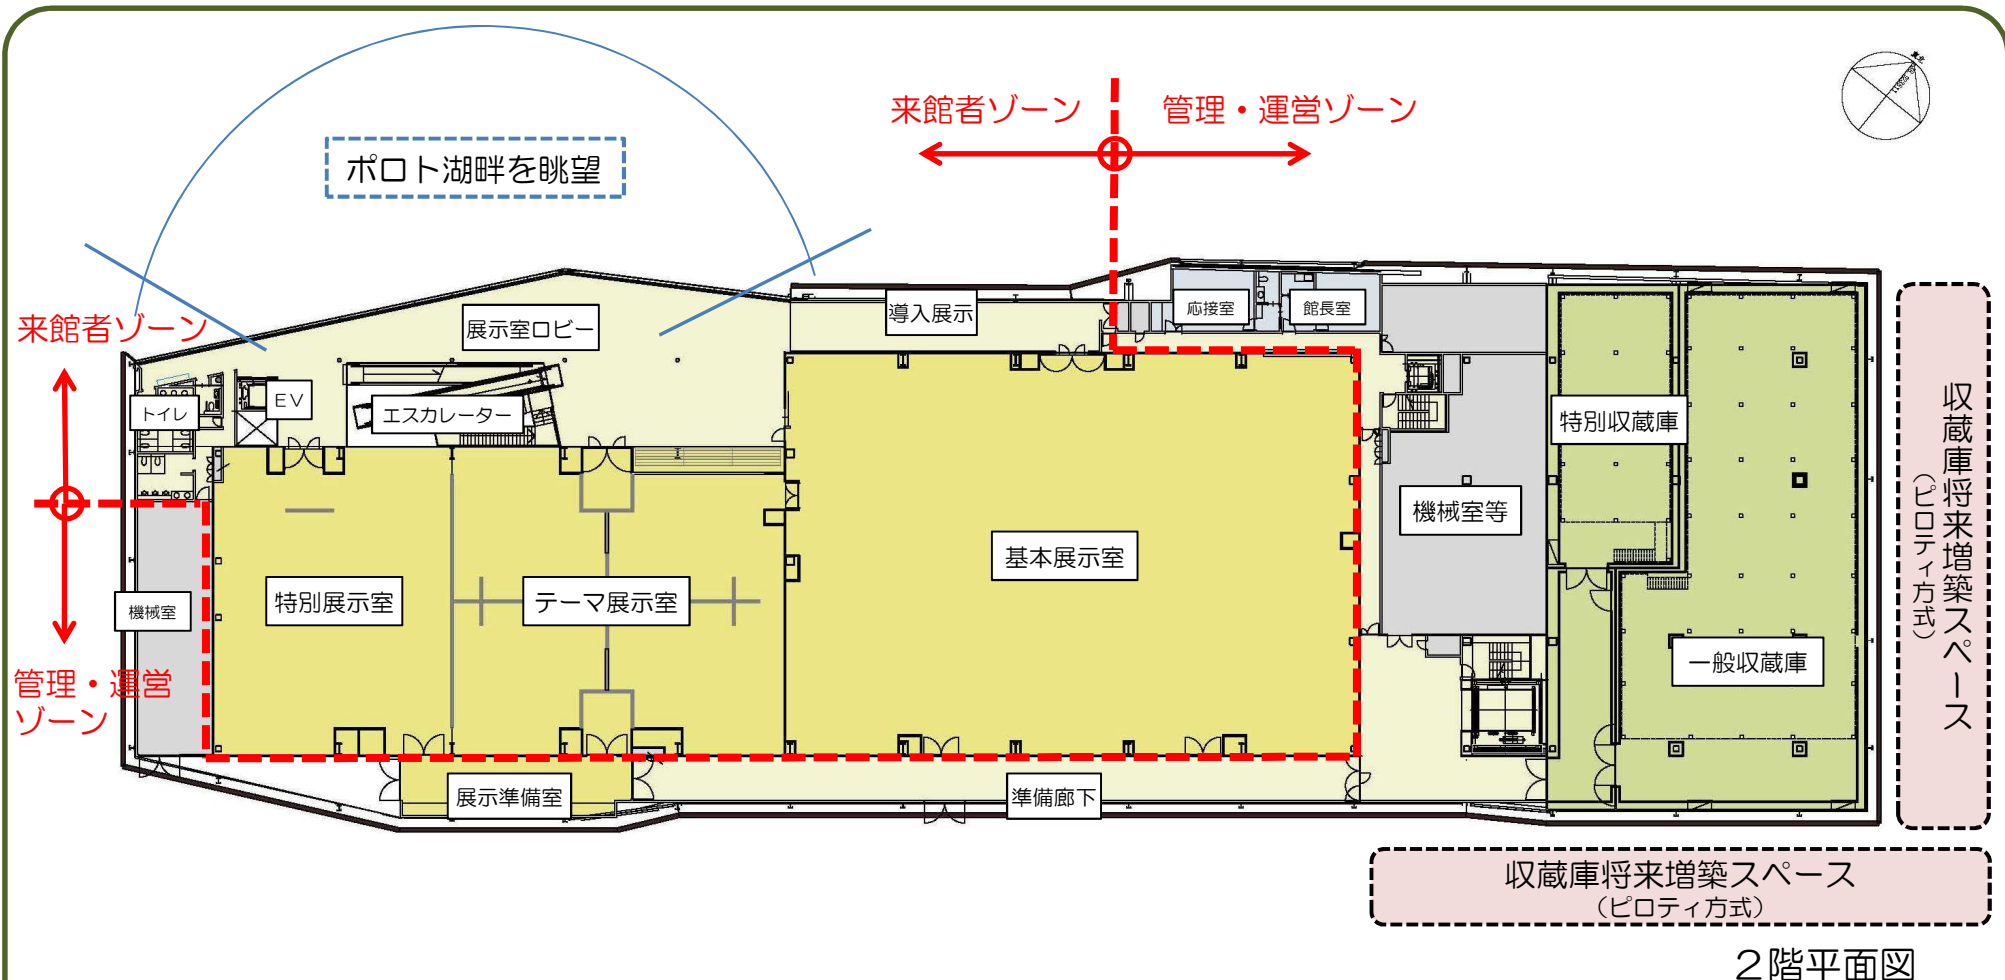 来館者ゾーン
管理・運営ゾーン
ポロト湖畔を眺望
来館者ゾーン
展示室ロビー
導入展示
応接室
館長室
トイレ
EV
エスカレーター
特別収蔵庫
機械室等
基本展示室
特別展示室
テーマ展示室
機械室
一般収蔵庫
管理・運営
ゾーン
展示準備室
準備廊下
収蔵庫将来増築スペース
（ピロティ方式）
収蔵庫将来増築スペース
（ピロティ方式）
２階平面図